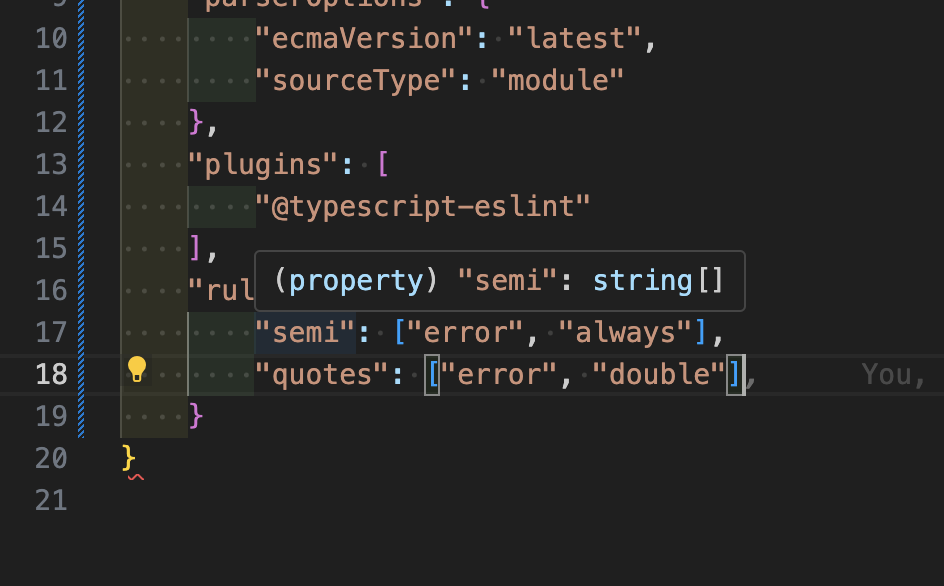 9 "parserOptions": {
10 "ecmaVersion": "latest",
11 "sourceType": "module"
12 },
13 "plugins": [
14 "@typescript-eslint"
15 ],
(property) "semi": string[]
16 "rul
17 "semi": ["error", "always"],
18 "quotes": ["error", "double"], You,
19 }
20 }
21